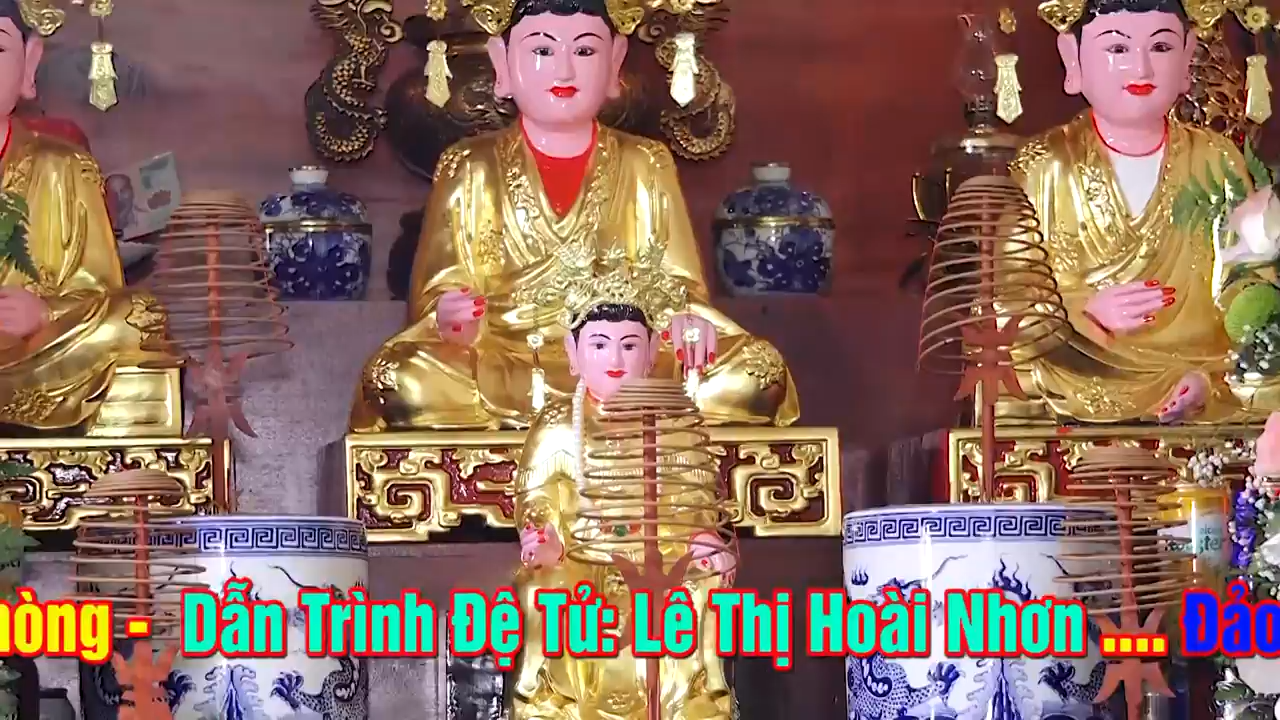 hòng - Dẫn Trình Đệ Tử: Lê Thị Hoài Nhơn .... Đảo